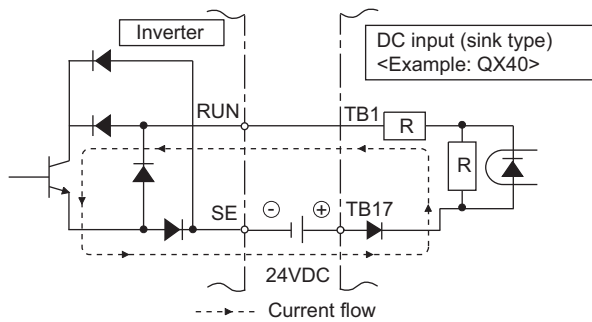 Inverter
DC input (sink type)
<Example: QX40>
RUN
TB1
R
R
SE
TB17
24VDC
Current flow